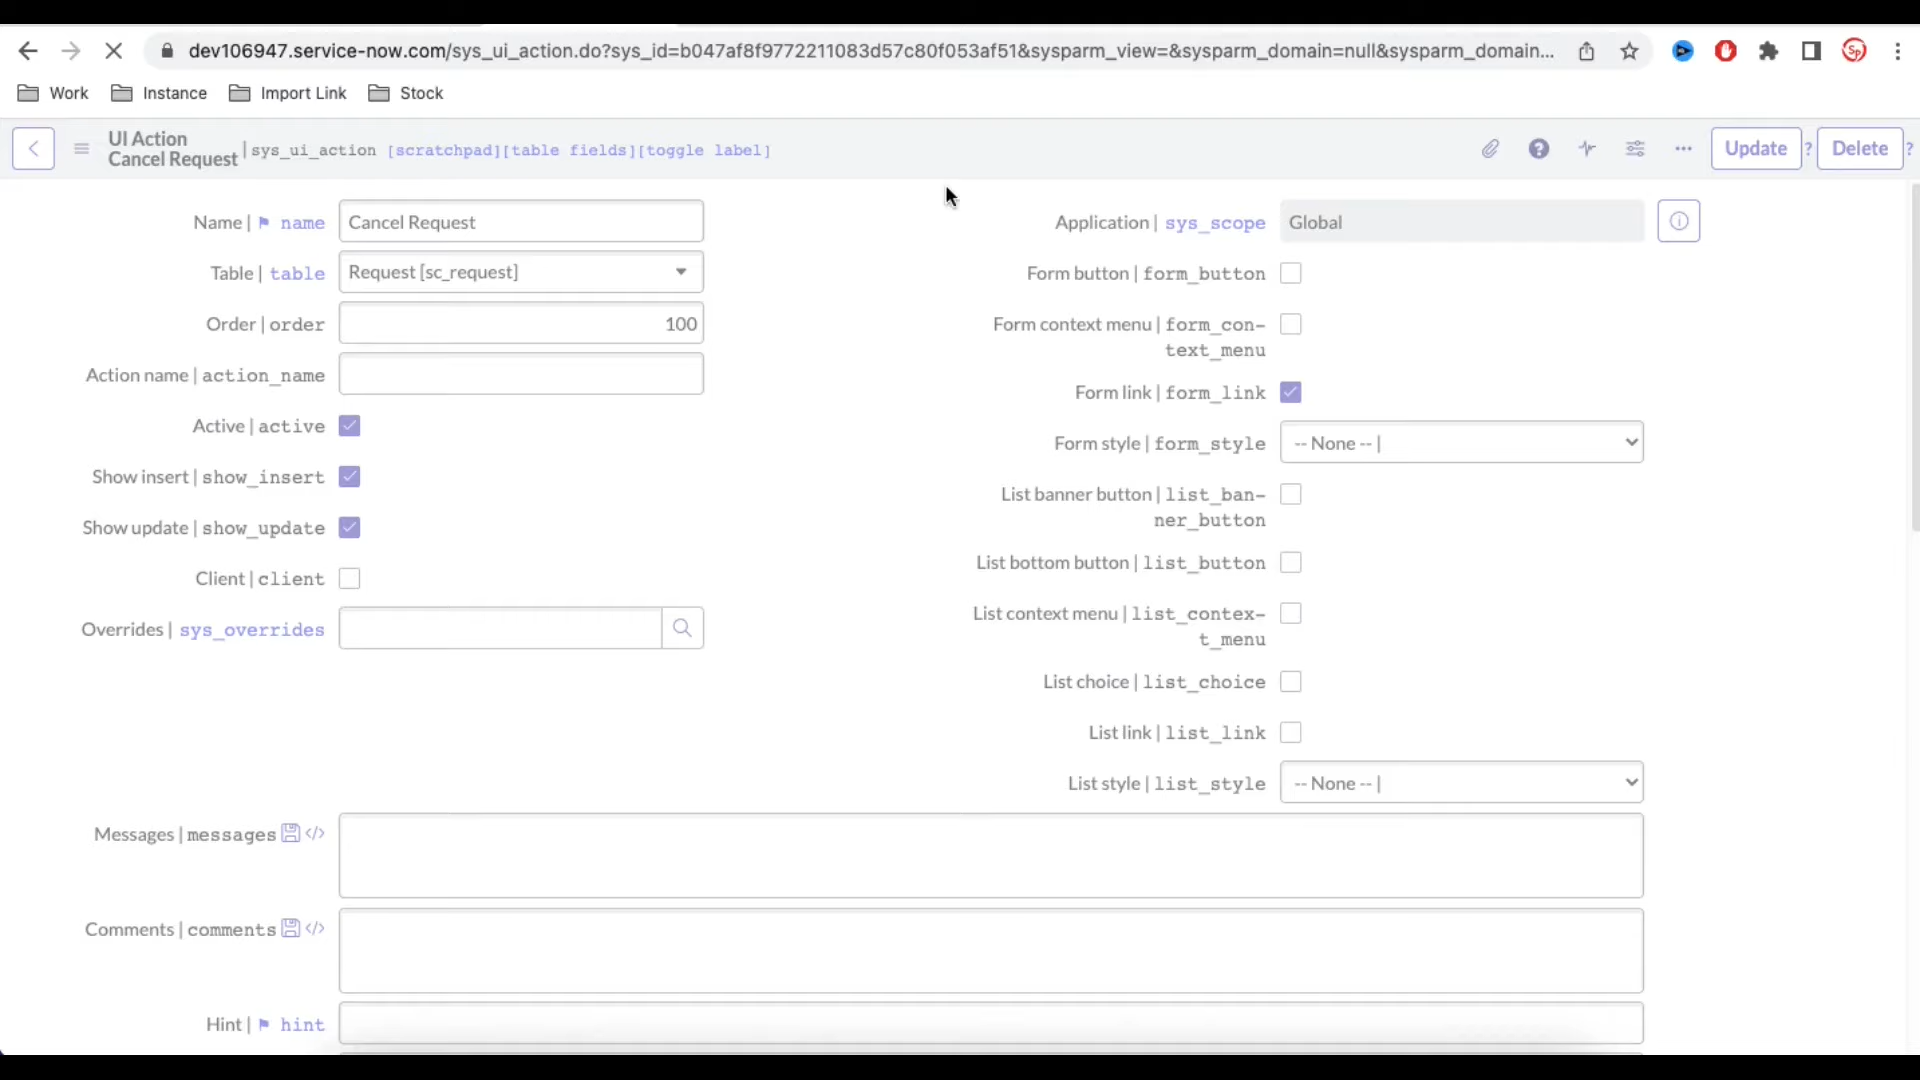 dev106947.service-now.com/sys_ui_action.do?sys_id=b047af8f9772211083d57c80f053af51&sysparm_view=&sysparm_domain=null&sysparm_domain...
Work Instance Import Link Stock
UI Action
Cancel Request | sys_ui_action [scratchpad][table fields][toggle label]
Update ? Delete ?
Name | name Cancel Request
Application | sys_scope Global
Table | table Request [sc_request]
Form button | form_button
Order | order 100
Form context menu | form_con-
text_menu
Action name | action_name
Form link | form_link
Active | active
Form style | form_style -- None -- |
Show insert | show_insert
List banner button | list_ban-
ner_button
Show update | show_update
List bottom button | list_button
Client | client
List context menu | list_contex-
t_menu
Overrides | sys_overrides
List choice | list_choice
List link | list_link
List style | list_style -- None -- |
Messages | messages </>
Comments | comments </>
Hint | hint